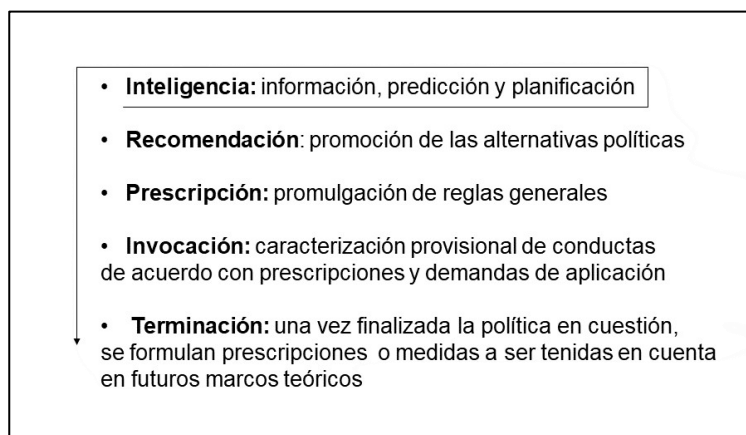 • Inteligencia: información, predicción y planificación
• Recomendación: promoción de las alternativas políticas
• Prescripción: promulgación de reglas generales
• Invocación: caracterización provisional de conductas
de acuerdo con prescripciones y demandas de aplicación
• Terminación: una vez finalizada la política en cuestión,
se formulan prescripciones o medidas a ser tenidas en cuenta
en futuros marcos teóricos